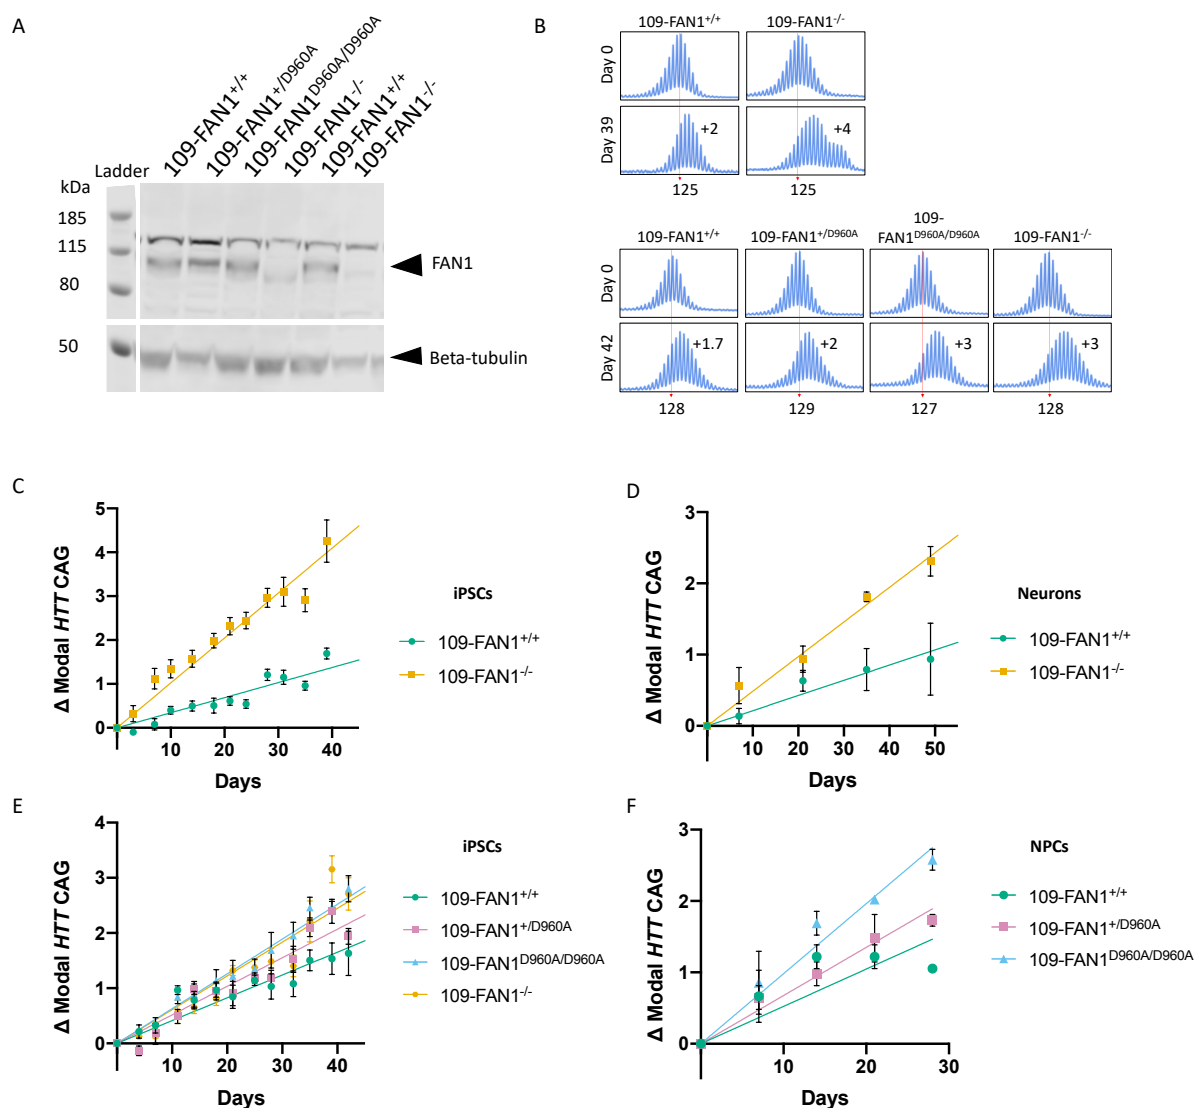 A
109-FAN1+/+
109-FAN1+/D960A
109-FAN1D960A/D960A
109-FAN1-/-
109-FAN1+/+
109-FAN1-/-
Ladder
kDa
185
115
80
50
FAN1
Beta-tubulin
B
109-FAN1+/+
109-FAN1-/-
Day 0
Day 39
+2
+4
125
125
109-FAN1+/+
109-FAN1+/D960A
109-
FAN1D960A/D960A
109-FAN1-/-
Day 0
Day 42
+1.7
+2
+3
+3
128
129
127
128
C
Δ Modal HTT CAG
5
4
3
2
1
0
10
20
30
40
Days
iPSCs
109-FAN1+/+
109-FAN1-/-
D
Δ Modal HTT CAG
3
2
1
0
10
20
30
40
50
Days
Neurons
109-FAN1+/+
109-FAN1-/-
E
Δ Modal HTT CAG
4
3
2
1
0
10
20
30
40
Days
iPSCs
109-FAN1+/+
109-FAN1+/D960A
109-FAN1D960A/D960A
109-FAN1-/-
F
Δ Modal HTT CAG
3
2
1
0
10
20
30
Days
NPCs
109-FAN1+/+
109-FAN1+/D960A
109-FAN1D960A/D960A